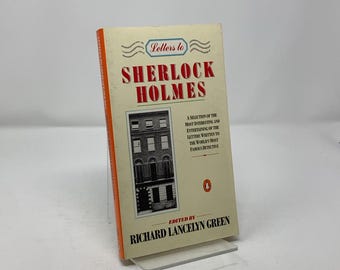 Letters to
SHERLOCK
HOLMES
A SELECTION OF THE
MOST INTERESTING AND
ENTERTAINING OF THE
LETTERS WRITTEN TO
THE WORLD'S MOST
FAMOUS DETECTIVE
EDITED BY
RICHARD LANCELYN GREEN